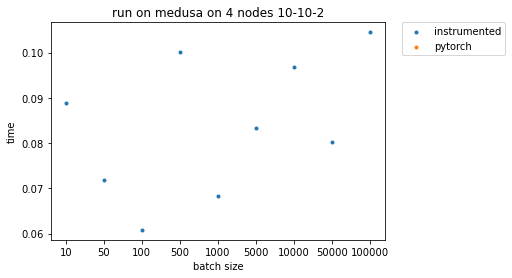 run on medusa on 4 nodes 10-10-2
instrumented
pytorch
0.10
0.09
0.08
0.07
0.06
time
10 50 100 500 1000 5000 10000 50000 100000
batch size